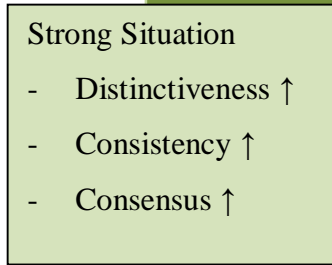 Strong Situation
- Distinctiveness ↑
- Consistency ↑
- Consensus ↑